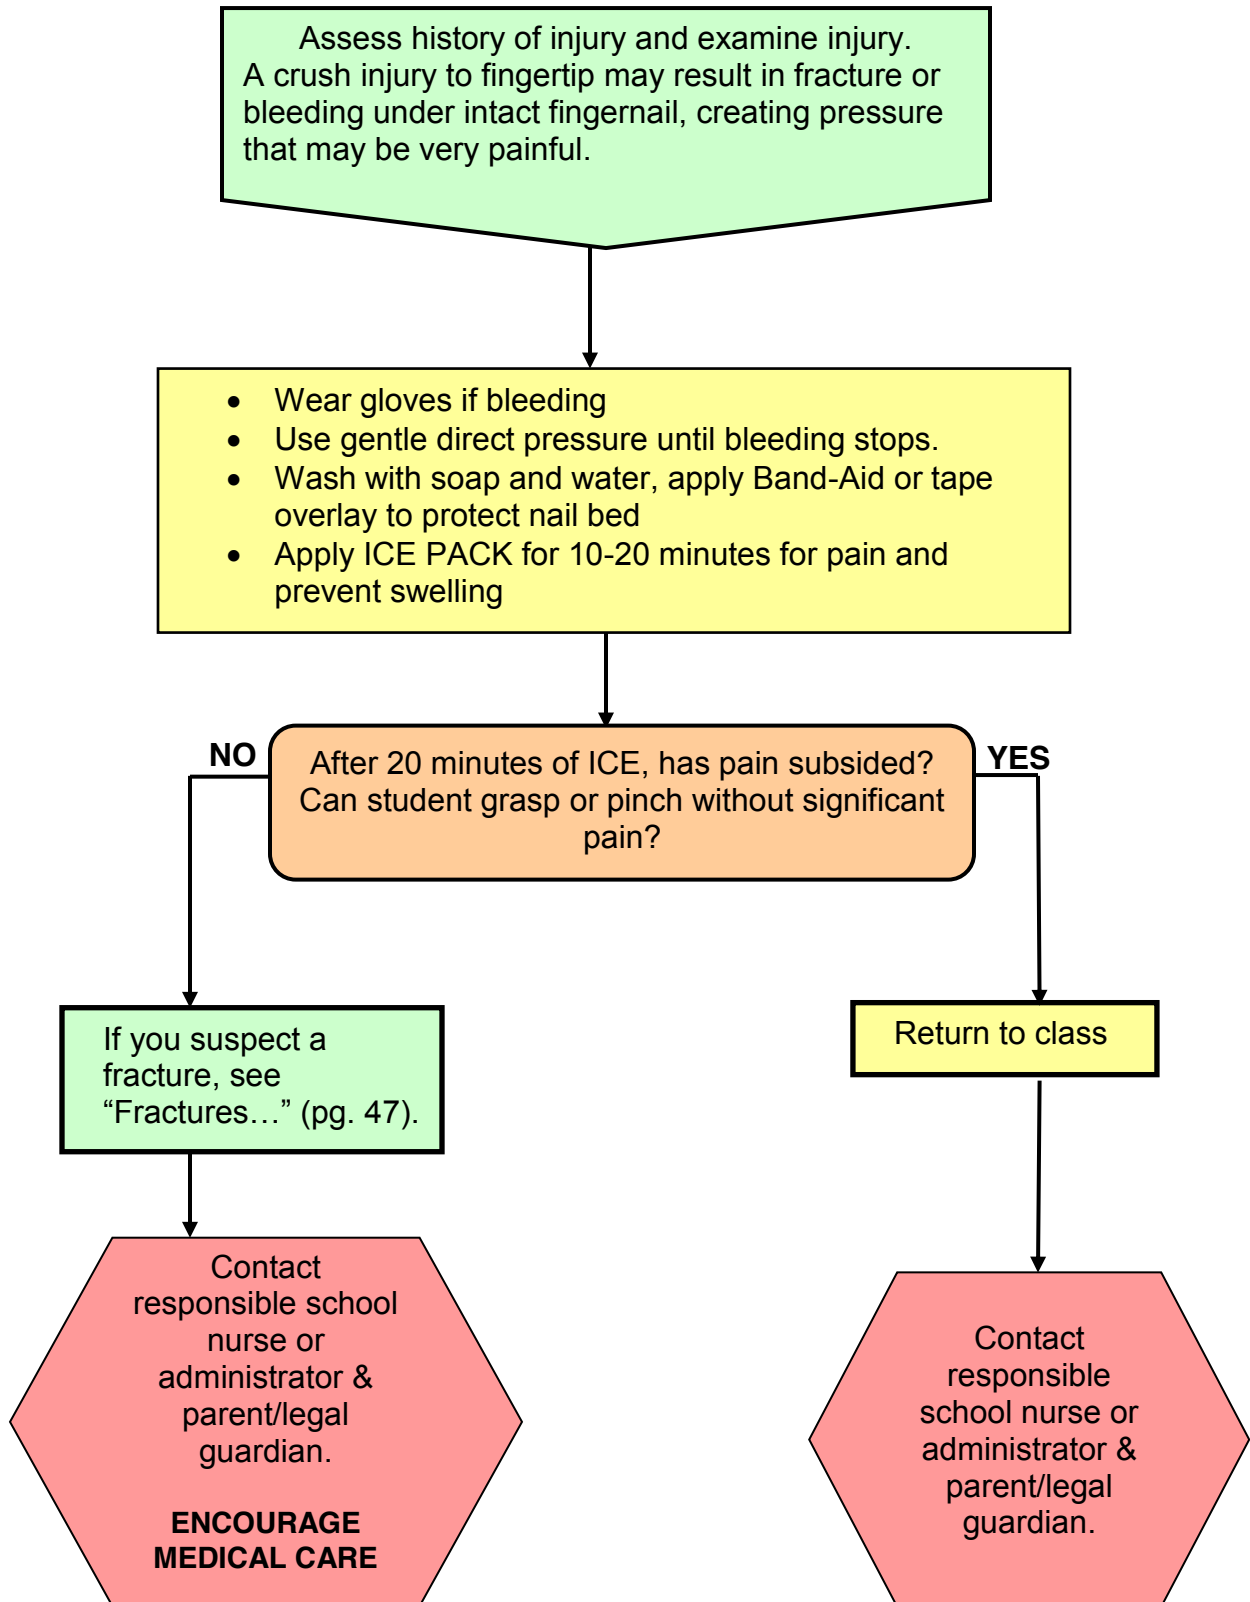 Assess history of injury and examine injury.
A crush injury to fingertip may result in fracture or
bleeding under intact fingernail, creating pressure
that may be very painful.
• Wear gloves if bleeding
• Use gentle direct pressure until bleeding stops.
• Wash with soap and water, apply Band-Aid or tape
overlay to protect nail bed
• Apply ICE PACK for 10-20 minutes for pain and
prevent swelling
NO
After 20 minutes of ICE, has pain subsided?
Can student grasp or pinch without significant
pain?
YES
If you suspect a
fracture, see
“Fractures…” (pg. 47).
Return to class
Contact
responsible school
nurse or
administrator &
parent/legal
guardian.
ENCOURAGE
MEDICAL CARE
Contact
responsible
school nurse or
administrator &
parent/legal
guardian.